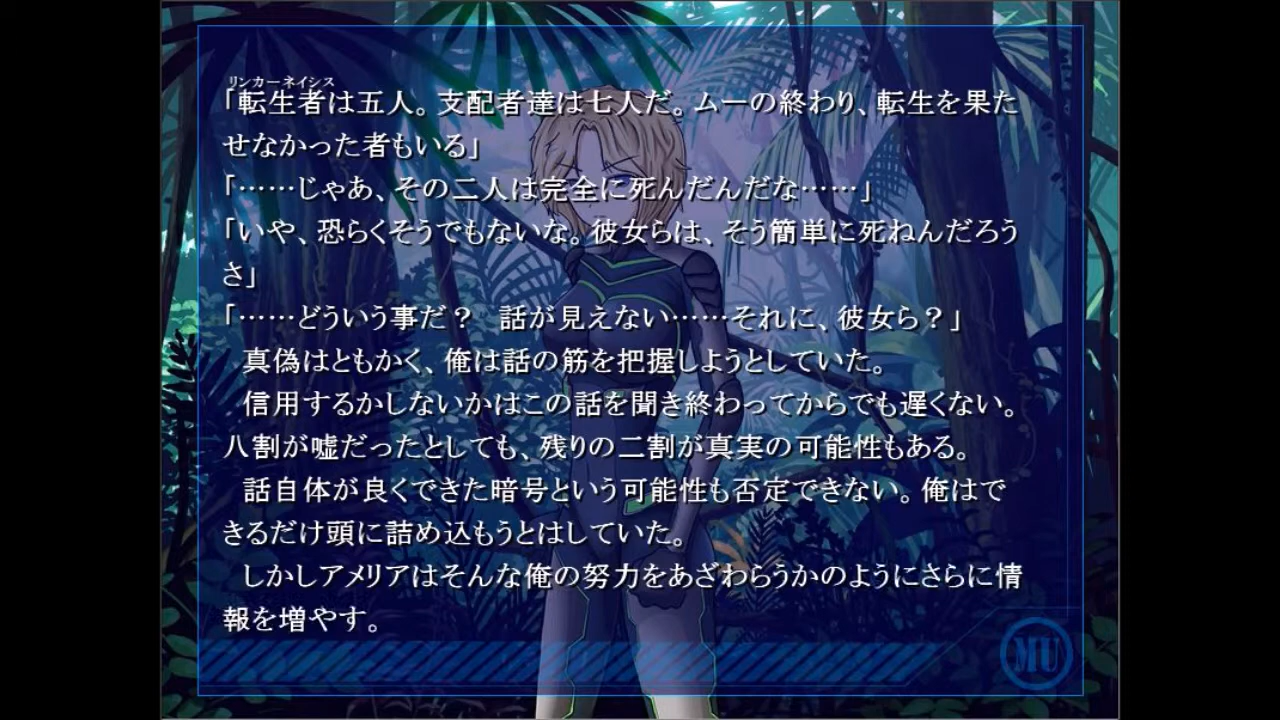 リンカーネイシス
「転生者は五人。支配者達は七人だ。ムーの終わり、転生を果た
せなかった者もいる」
「……じゃあ、その二人は完全に死んだんだな……」
「いや、恐らくそうでもないな。彼女らは、そう簡単に死ねんだろう
さ」
「……どういう事だ？　話が見えない……それに、彼女ら？」
　真偽はともかく、俺は話の筋を把握しようとしていた。
　信用するかしないかはこの話を聞き終わってからでも遅くない。
八割が嘘だったとしても、残りの二割が真実の可能性もある。
　話自体が良くできた暗号という可能性も否定できない。俺はで
きるだけ頭に詰め込もうとはしていた。
　しかしアメリアはそんな俺の努力をあざわらうかのようにさらに情
報を増やす。
MU